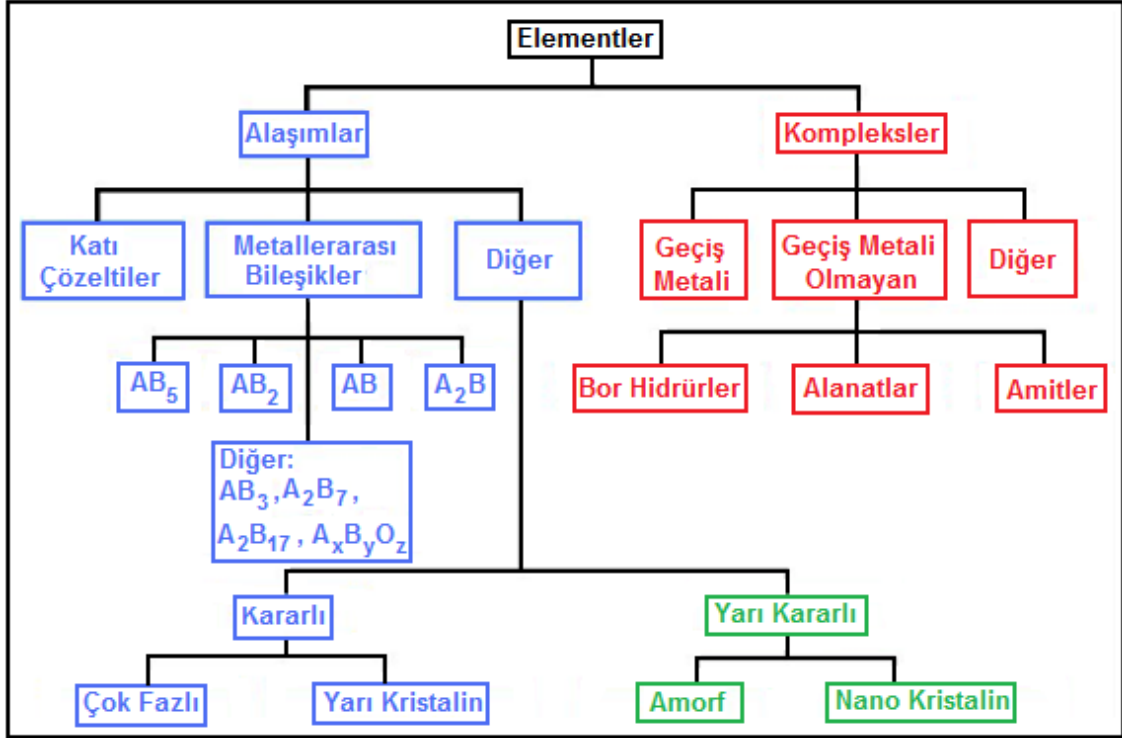 Elementler
Alaşımlar
Kompleksler
Katı
Çözeltiler
Metallerarası
Bileşikler
Diğer
Geçiş
Metali
Geçiş Metali
Olmayan
Diğer
AB₅
AB₂
AB
A₂B
Bor Hidrürler
Alanatlar
Amitler
Diğer:
AB₃,A₂B₇,
A₂B₁₇, AₓB_yO_z
Kararlı
Yarı Kararlı
Çok Fazlı
Yarı Kristalin
Amorf
Nano Kristalin